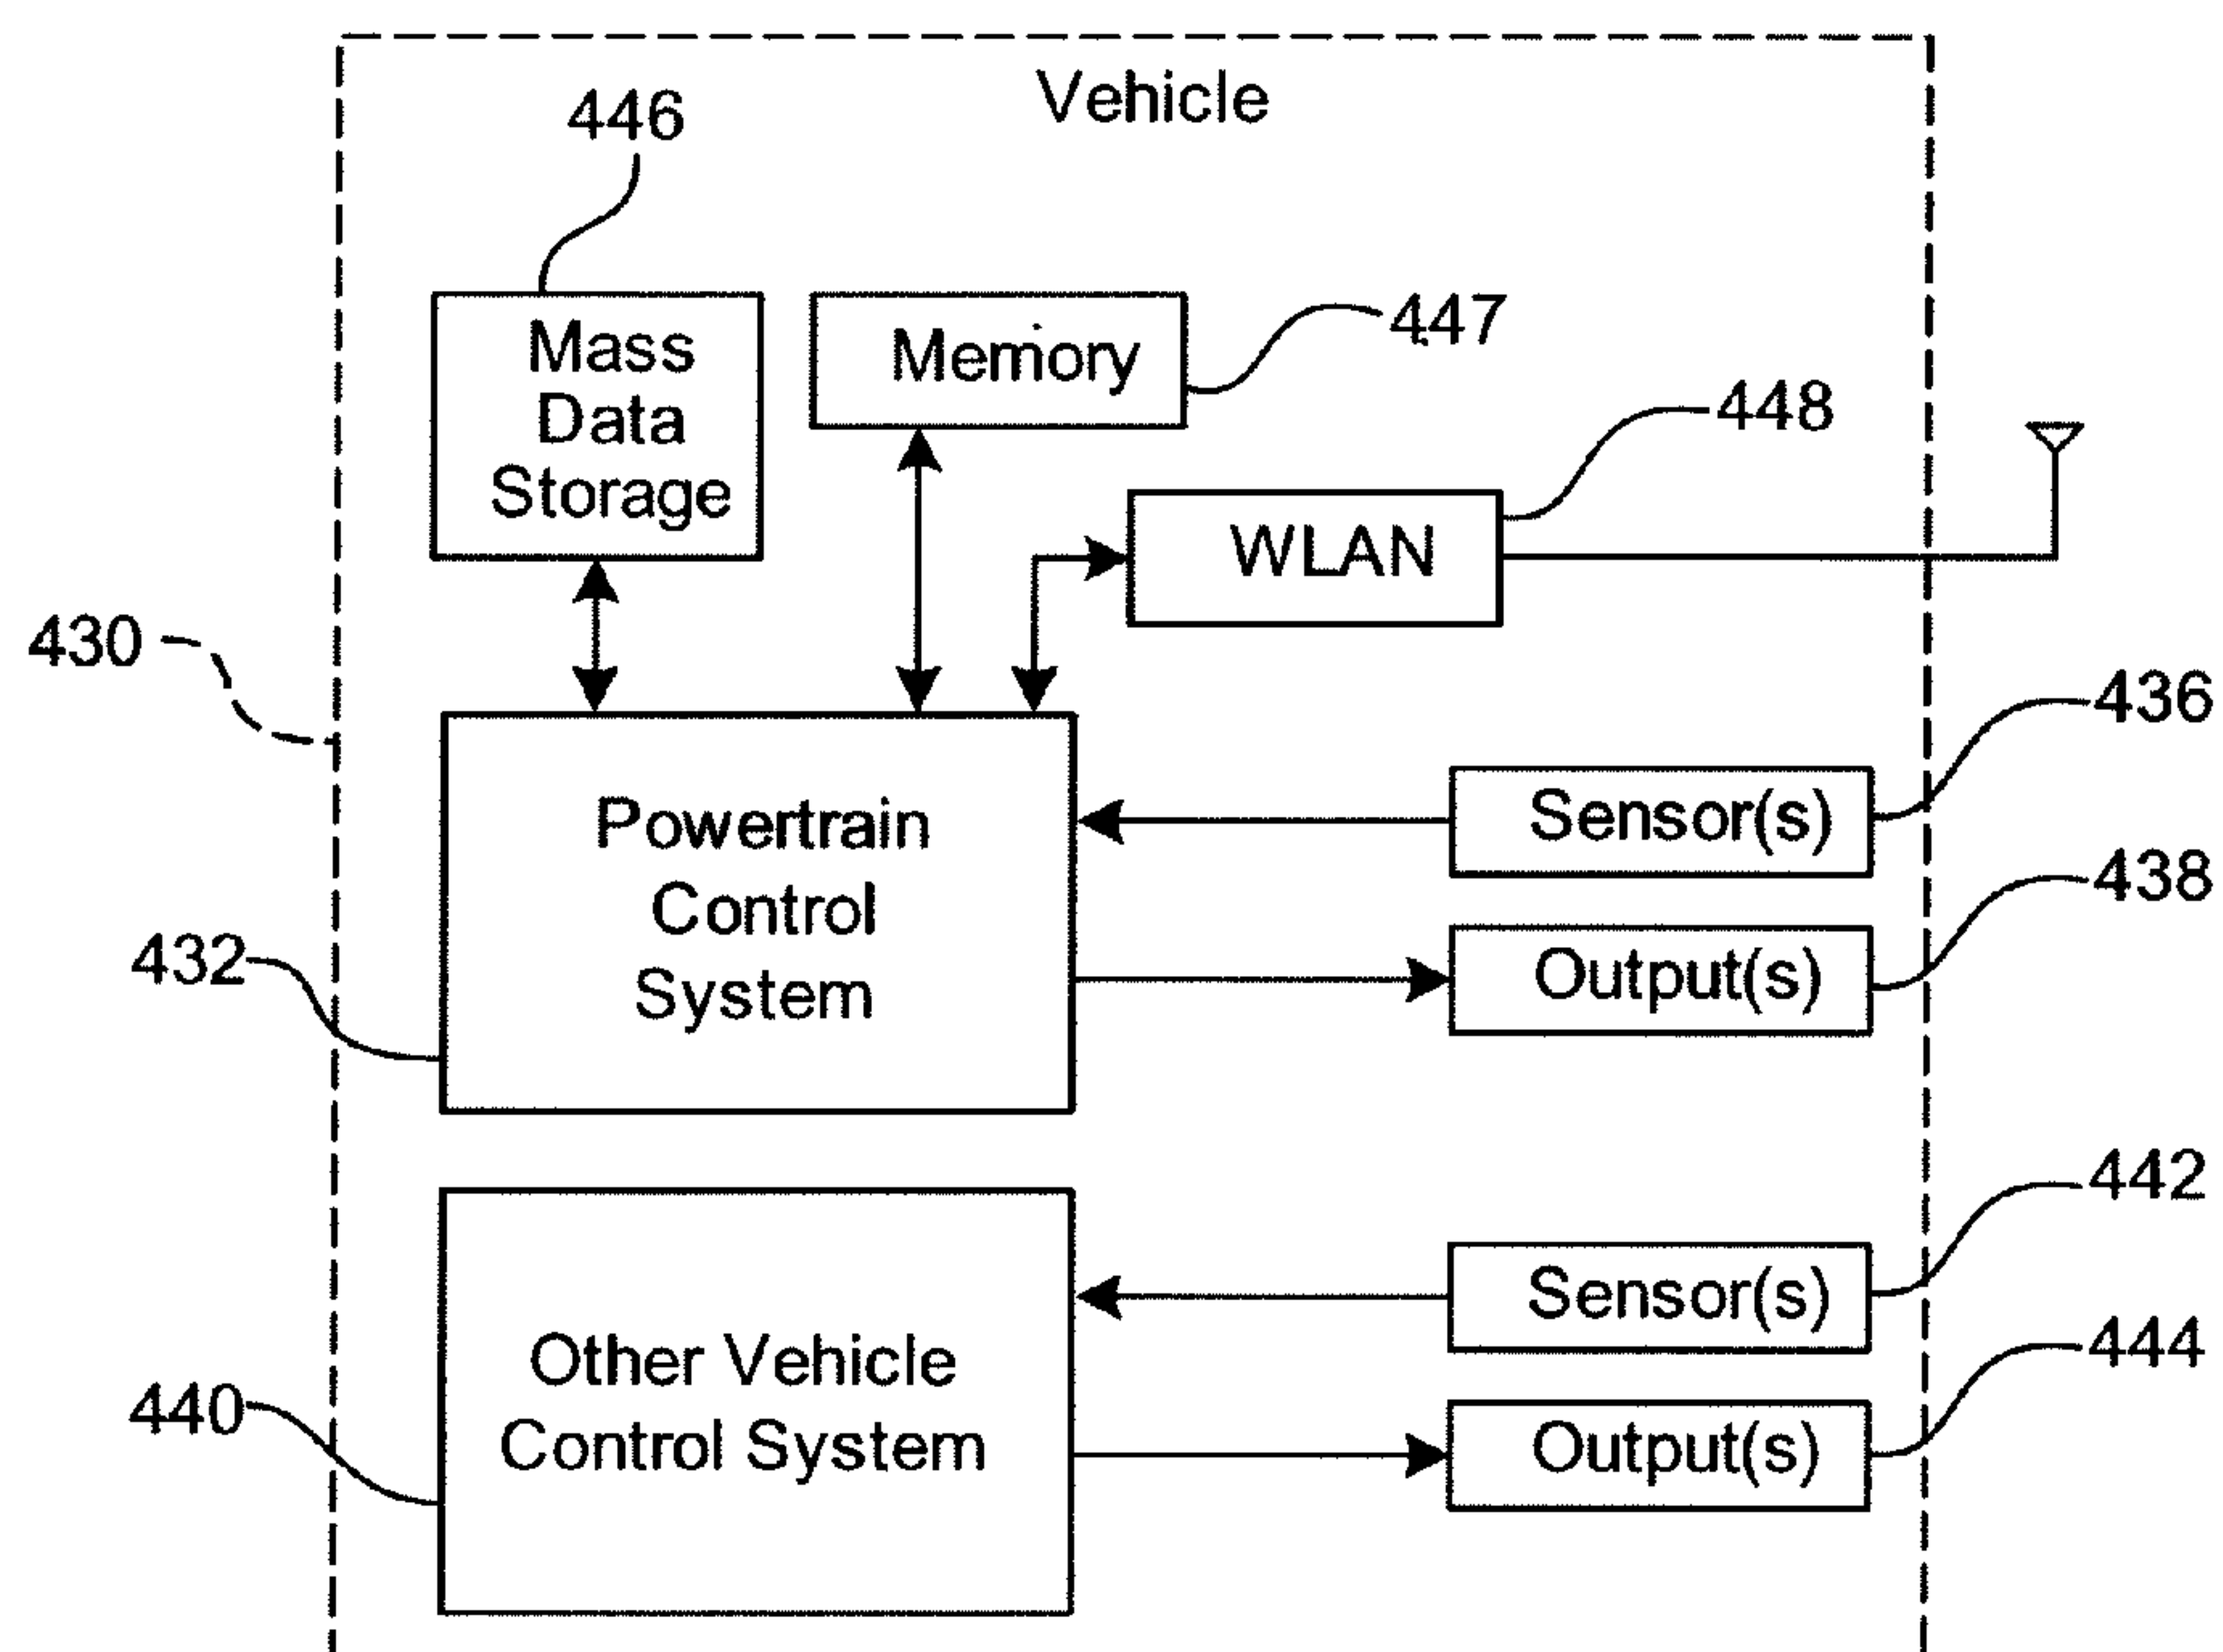 Vehicle
446
Mass
Data
Storage
Memory
447
448
WLAN
430
436
Sensor(s)
Powertrain
Control
System
438
Output(s)
432
442
Sensor(s)
Other Vehicle
Control System
444
Output(s)
440